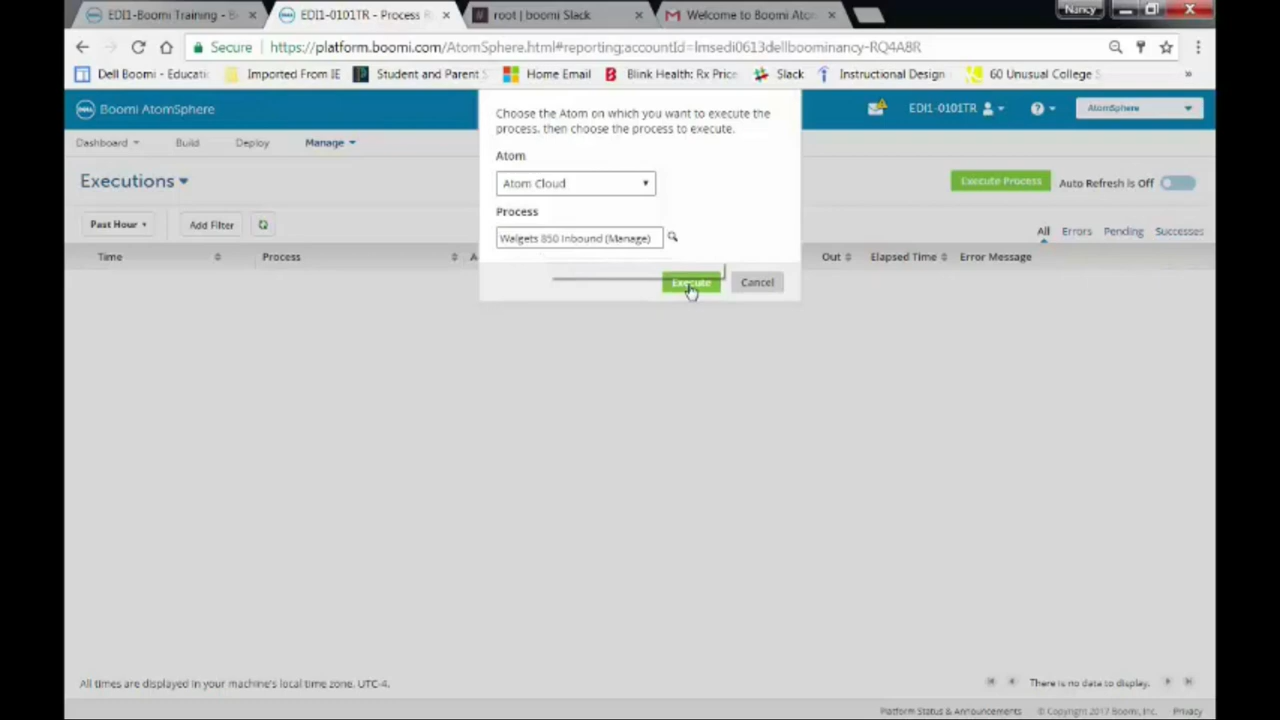 EDI1-Boomi Training - E
EDI1-0101TR - Process R
root | boomi Slack
Welcome to Boomi Ato
Nancy
Secure
https://platform.boomi.com/AtomSphere.html#reporting;accountId=lmsedi0613dellboominancy-RQ4A8R
Dell Boomi - Educati
Imported From IE
Student and Parent S
Home Email
Blink Health: Rx Price
Slack
Instructional Design
60 Unusual College S
»
DELL
Boomi AtomSphere
EDI1-0101TR
AtomSphere
Dashboard
Build
Deploy
Manage
Choose the Atom on which you want to execute the
process, then choose the process to execute.
Atom
Atom Cloud
Process
Walgets 850 Inbound (Manage)
Execute
Cancel
Executions
Execute Process
Auto Refresh is Off
Past Hour
Add Filter
All
Errors
Pending
Successes
Time
Process
Out
Elapsed Time
Error Message
All times are displayed in your machine's local time zone. UTC-4.
There is no data to display.
Platform Status & Announcements
© Copyright 2017 Boomi, Inc.
Privacy